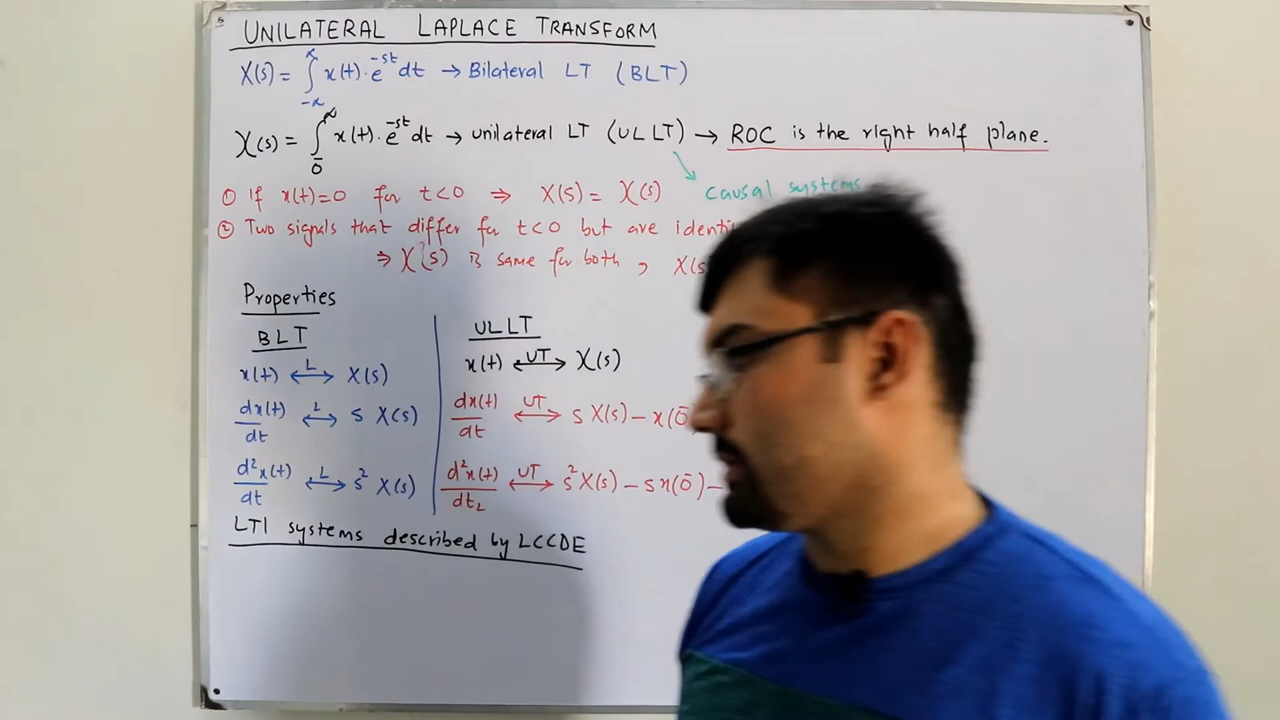 UNILATERAL LAPLACE TRANSFORM
X(s) = ∫_{-∞}^{∞} x(t)·e^{-st} dt → Bilateral LT (BLT)
𝒳(s) = ∫_{0⁻}^{∞} x(t)·e^{-st} dt → unilateral LT (ULLT) → ROC is the right half plane.
causal systems
① If x(t)=0 for t<0 ⇒ X(s) = 𝒳(s)
② Two signals that differ for t<0 but are
⇒ 𝒳(s) is same for both, X(s
Properties
BLT
x(t) ⟷^{L} X(s)
dx(t)/dt ⟷^{L} s X(s)
d²x(t)/dt ⟷^{L} s² X(s)
ULLT
x(t) ⟷^{UT} 𝒳(s)
dx(t)/dt ⟷^{UT} s X(s) – x(0⁻
d²x(t)/dt₂ ⟷^{UT} s² X(s) – s x(0⁻) –
LTI systems described by LCCDE